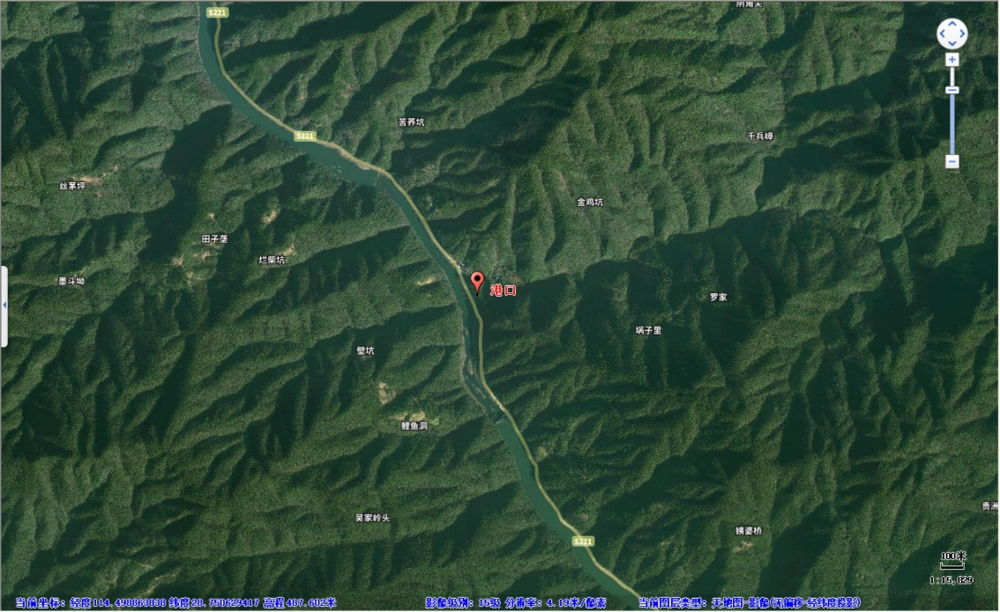 S221
阴角尖
S221
苦荞坑
千兵嶂
丝茅坪
金鸡坑
田子垄
烂柴坑
墨斗坳
港口
罗家
埚子里
壁坑
鲤鱼洞
吴家岭头
贵洲
姨婆桥
S221
100米
1:15,829
当前坐标：经度114.498863838 纬度28.750629417 高程487.602米 影像级别：15级 分辨率：4.19米/像素 当前图层类型：天地图-影像(无偏移-经纬度投影)